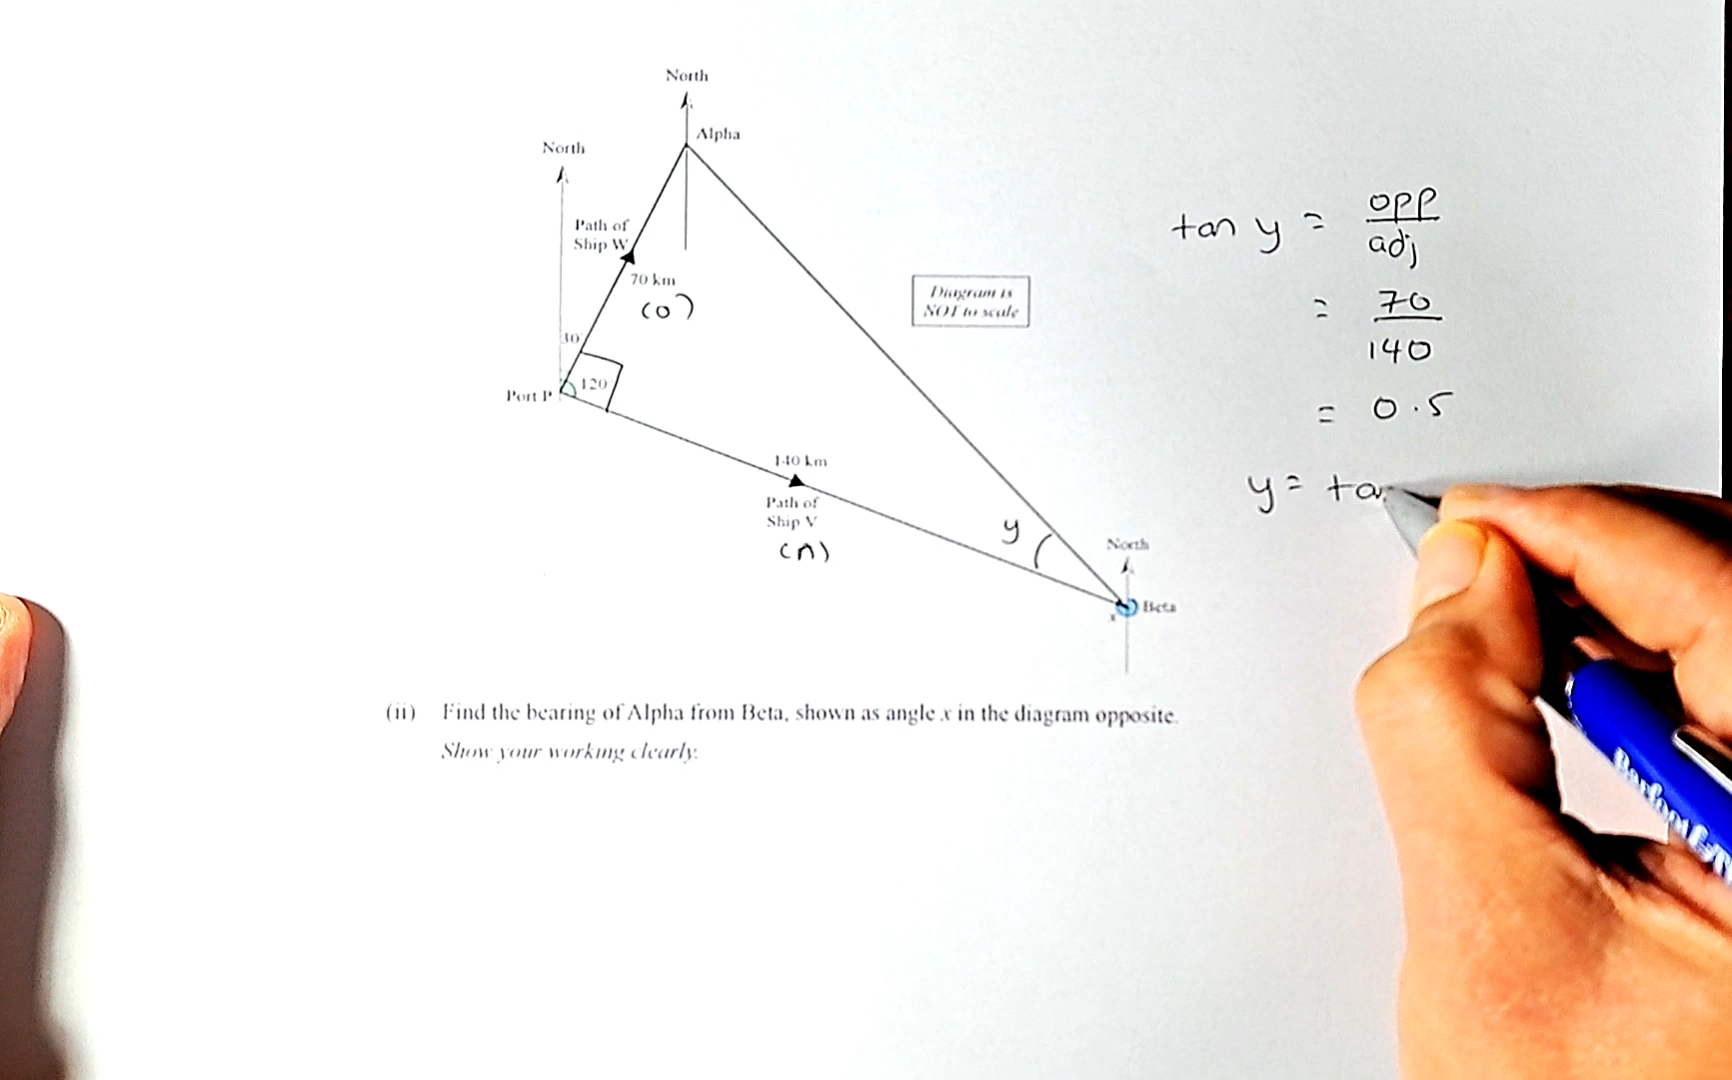 North
Alpha
North
Path of
Ship W
70 km
(o)
30°
120
Port P
Diagram is
NOT to scale
140 km
Path of
Ship V
(A)
y
North
Beta
x
tan y = opp
adj
= 70
140
= 0.5
y = tan
(ii) Find the bearing of Alpha from Beta, shown as angle x in the diagram opposite.
Show your working clearly.